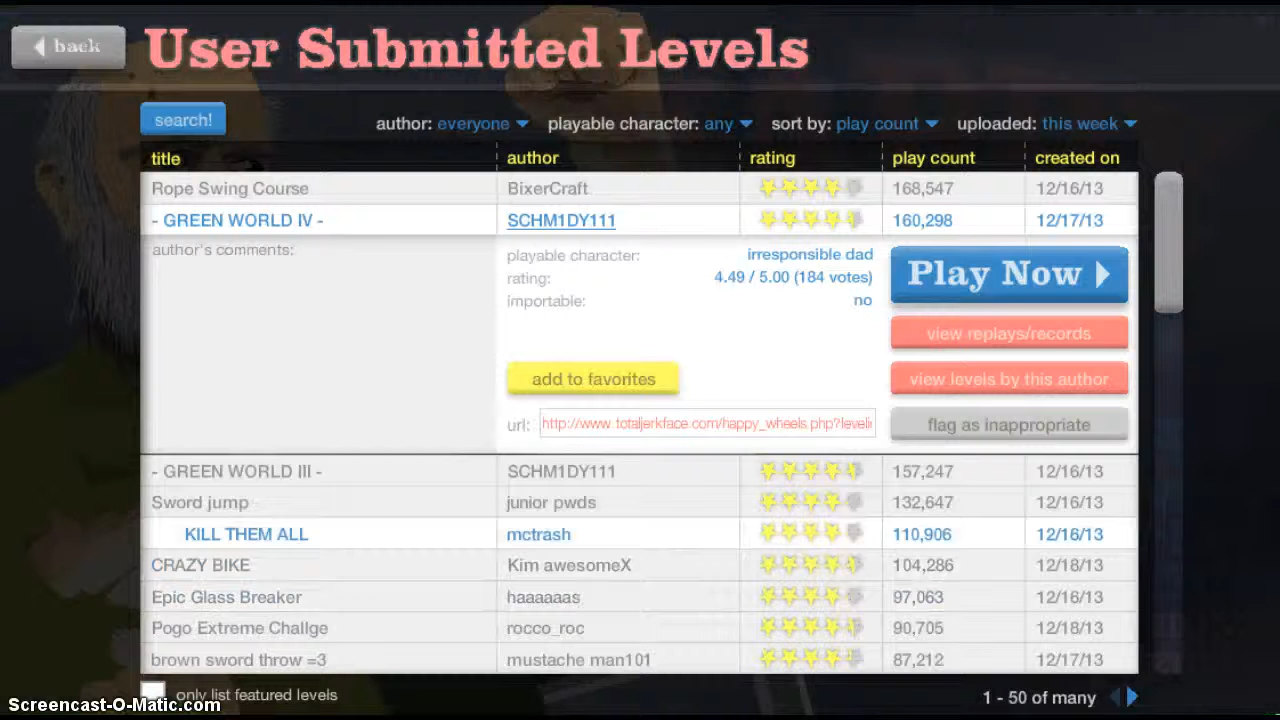 back
User Submitted Levels
search!
author: everyone playable character: any sort by: play count uploaded: this week
title author rating play count created on
Rope Swing Course BixerCraft 168,547 12/16/13
- GREEN WORLD IV - SCHM1DY111 160,298 12/17/13
author's comments:
playable character: irresponsible dad
rating: 4.49 / 5.00 (184 votes)
importable: no
Play Now
view replays/records
add to favorites
view levels by this author
url: http://www.totaljerkface.com/happy_wheels.php?leveli
flag as inappropriate
- GREEN WORLD III - SCHM1DY111 157,247 12/16/13
Sword jump junior pwds 132,647 12/16/13
KILL THEM ALL mctrash 110,906 12/16/13
CRAZY BIKE Kim awesomeX 104,286 12/18/13
Epic Glass Breaker haaaaaas 97,063 12/16/13
Pogo Extreme Challge rocco_roc 90,705 12/18/13
brown sword throw =3 mustache man101 87,212 12/17/13
only list featured levels
1 - 50 of many
Screencast-O-Matic.com